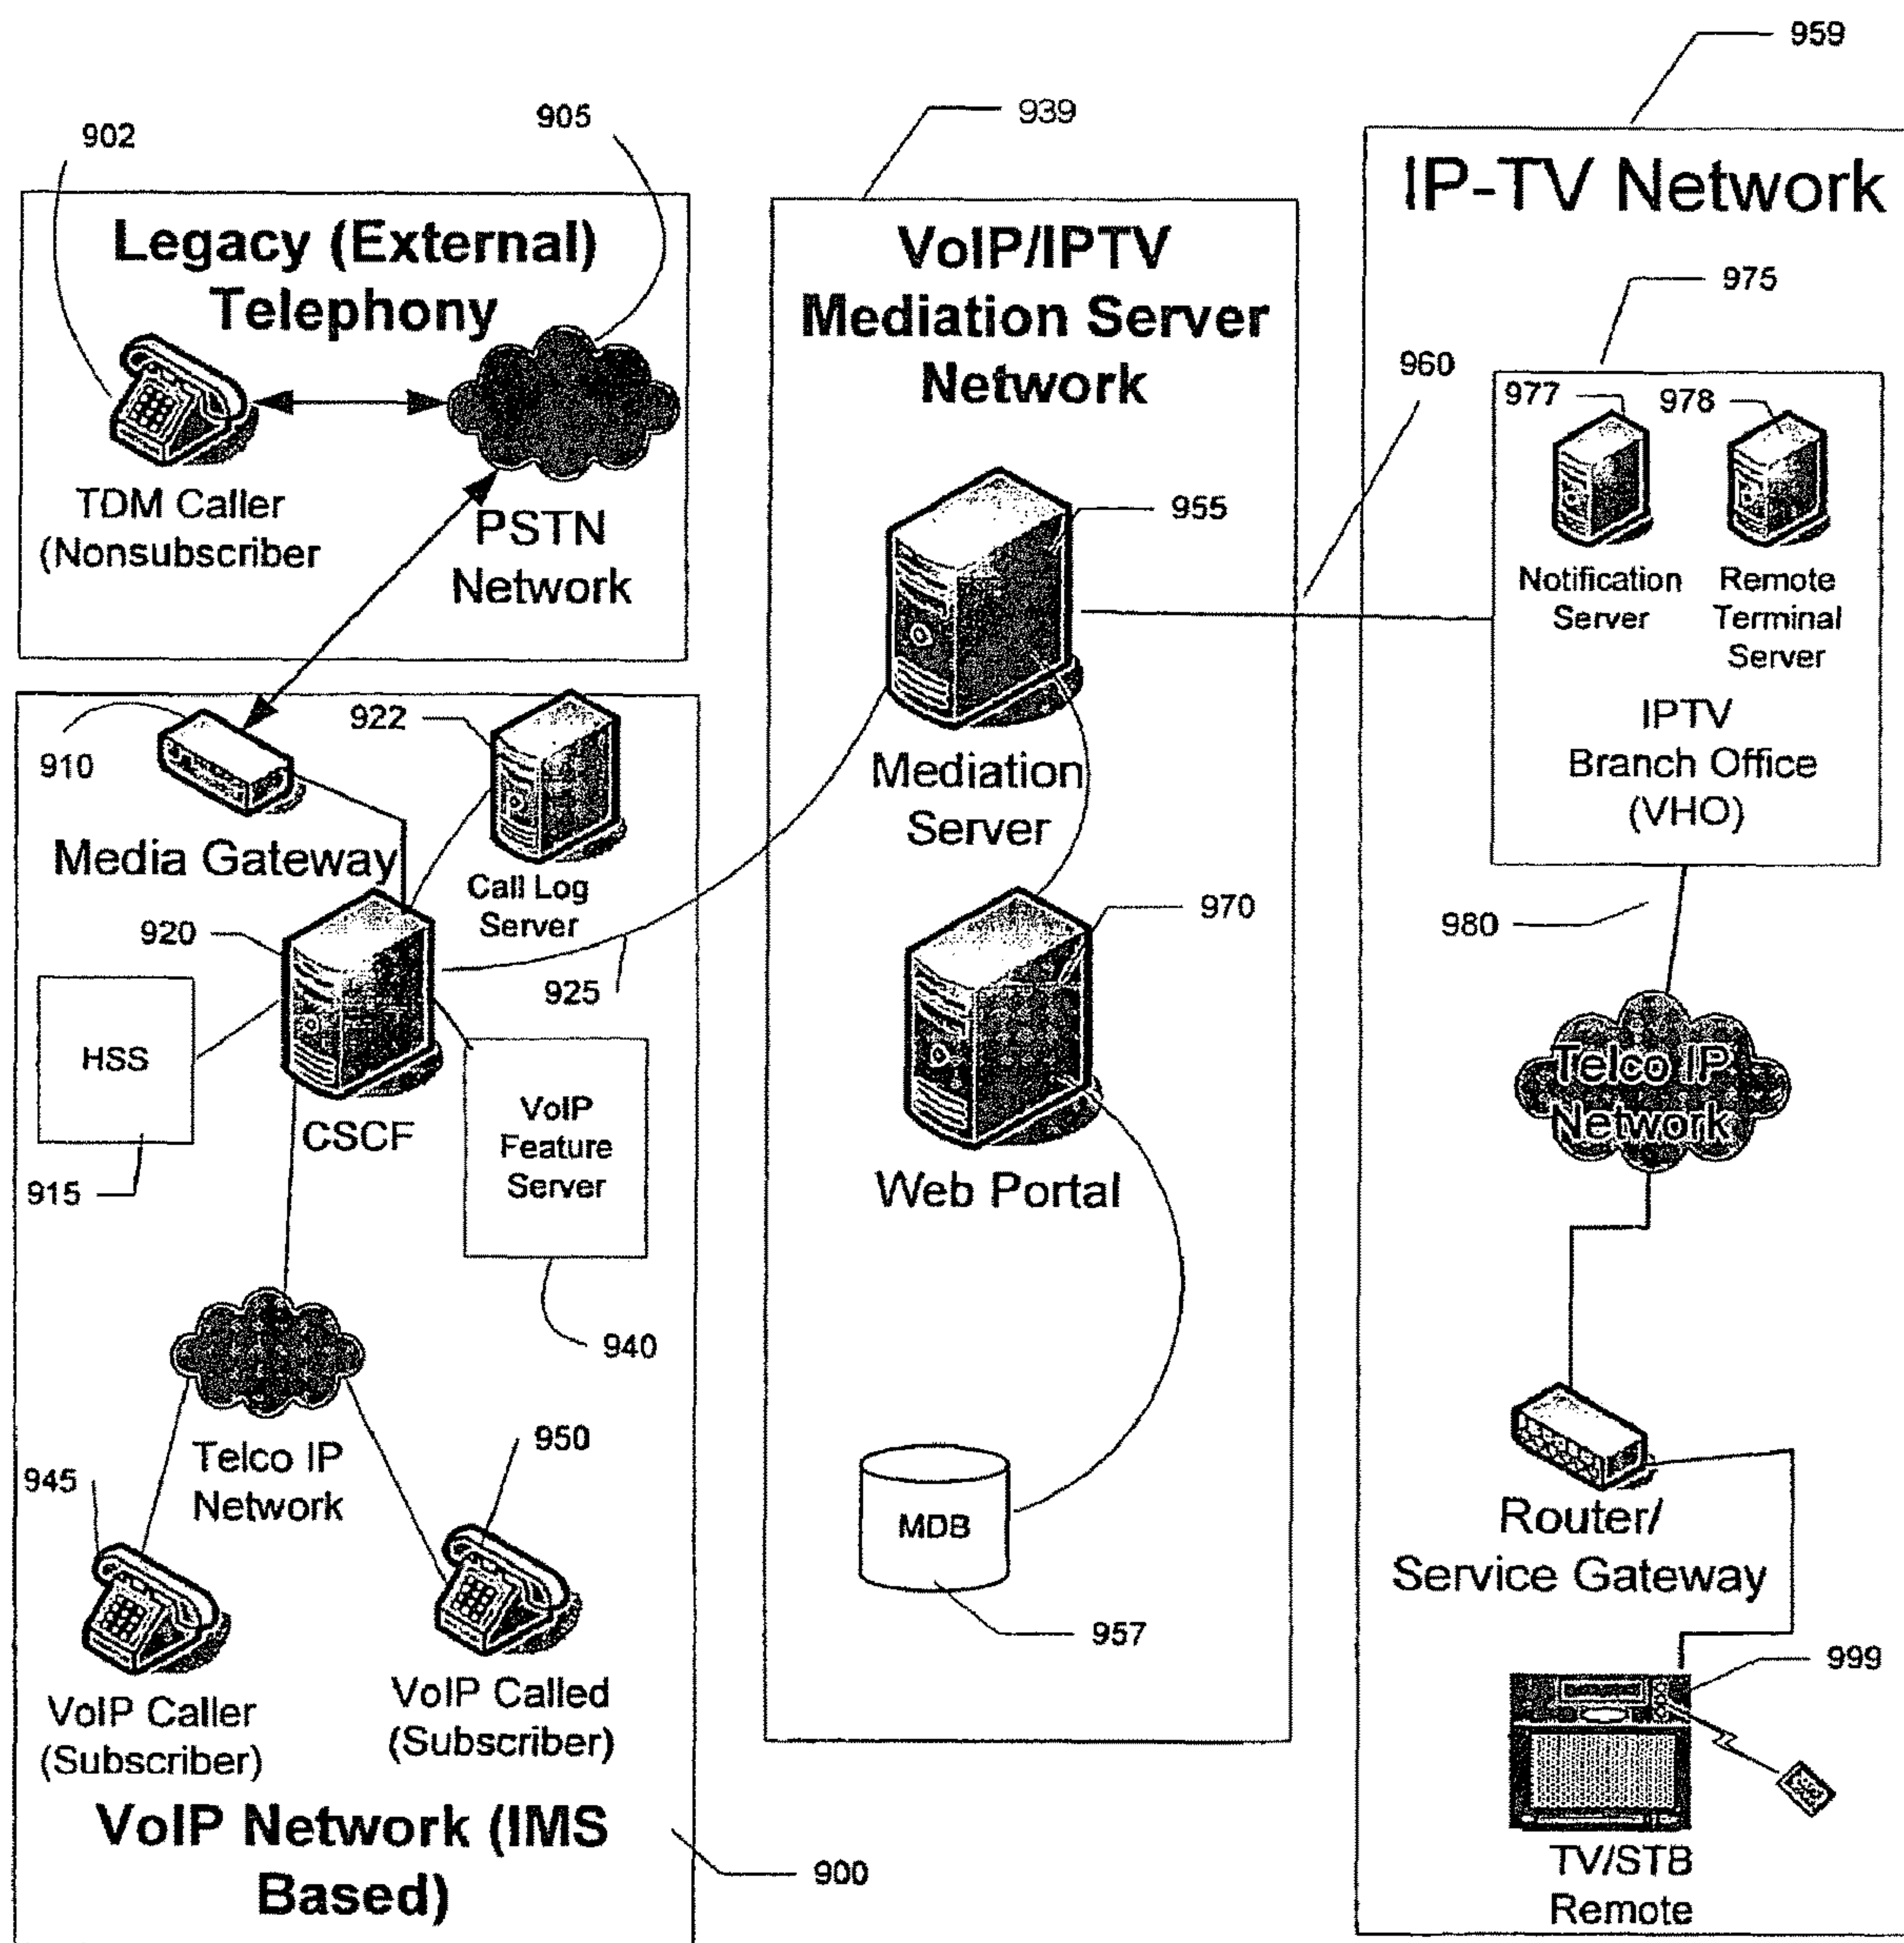 959
939
905
902
IP-TV Network
Legacy (External)
Telephony
VoIP/IPTV
Mediation Server
Network
975
960
977
978
TDM Caller
(Nonsubscriber
PSTN
Network
955
Notification
Server
Remote
Terminal
Server
IPTV
Branch Office
(VHO)
910
922
Media Gateway
Call Log
Server
Mediation
Server
920
925
970
980
HSS
915
CSCF
VoIP
Feature
Server
940
Web Portal
Telco IP
Network
Telco IP
Network
945
950
MDB
957
Router/
Service Gateway
999
VoIP Caller
(Subscriber)
VoIP Called
(Subscriber)
TV/STB
Remote
VoIP Network (IMS
Based)
900